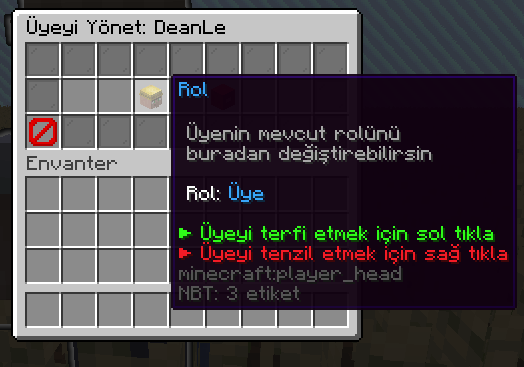 Üyeyi Yönet: DeanLe
Rol
Üyenin mevcut rolünü
buradan değiştirebilirsin
Rol: Üye
► Üyeyi terfi etmek için sol tıkla
► Üyeyi tenzil etmek için sağ tıkla
minecraft:player_head
NBT: 3 etiket
Envanter